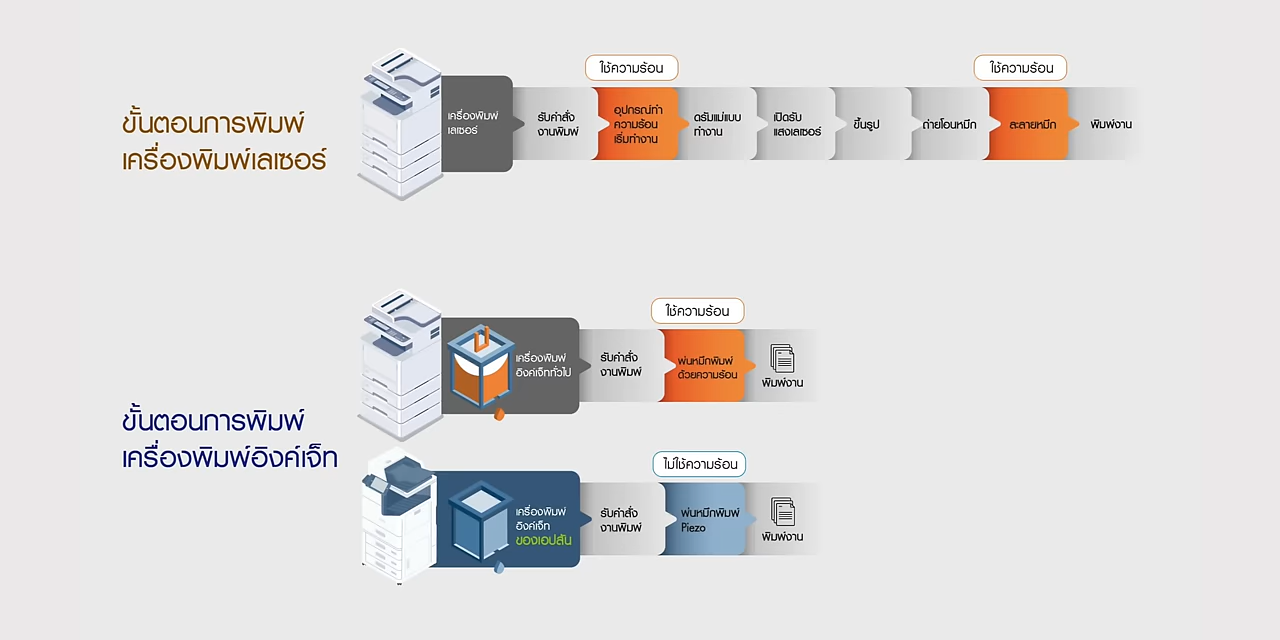 ขั้นตอนการพิมพ์
เครื่องพิมพ์เลเซอร์
เครื่องพิมพ์
เลเซอร์
รับคำสั่ง
งานพิมพ์
ใช้ความร้อน
อุปกรณ์ทำ
ความร้อน
เริ่มทำงาน
ดรัมแม่แบบ
ทำงาน
เปิดรับ
แสงเลเซอร์
ขึ้นรูป
ถ่ายโอนหมึก
ใช้ความร้อน
ละลายหมึก
พิมพ์งาน
ขั้นตอนการพิมพ์
เครื่องพิมพ์อิงค์เจ็ท
เครื่องพิมพ์
อิงค์เจ็ททั่วไป
รับคำสั่ง
งานพิมพ์
ใช้ความร้อน
พ่นหมึกพิมพ์
ด้วยความร้อน
พิมพ์งาน
เครื่องพิมพ์
อิงค์เจ็ท
ของเอปสัน
รับคำสั่ง
งานพิมพ์
ไม่ใช้ความร้อน
พ่นหมึกพิมพ์
Piezo
พิมพ์งาน